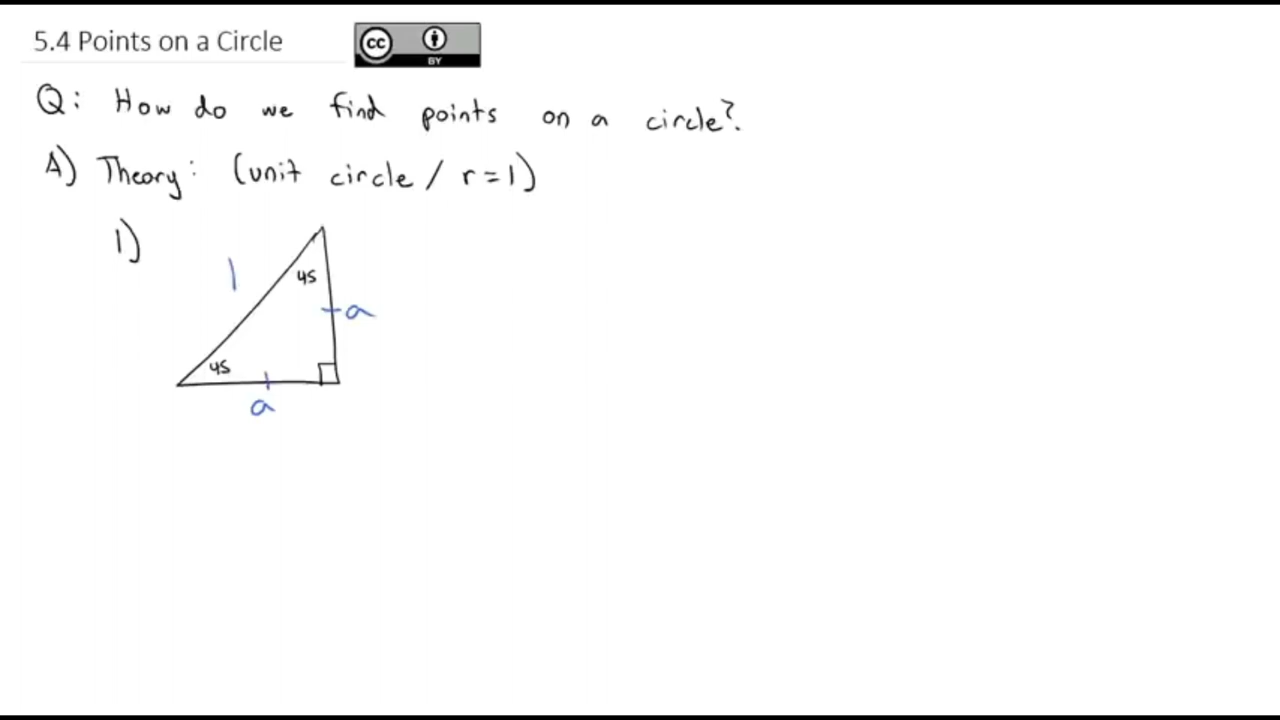 5.4 Points on a Circle
cc BY
Q: How do we find points on a circle?
A) Theory: (unit circle / r=1)
1)
1
45
a
45
a